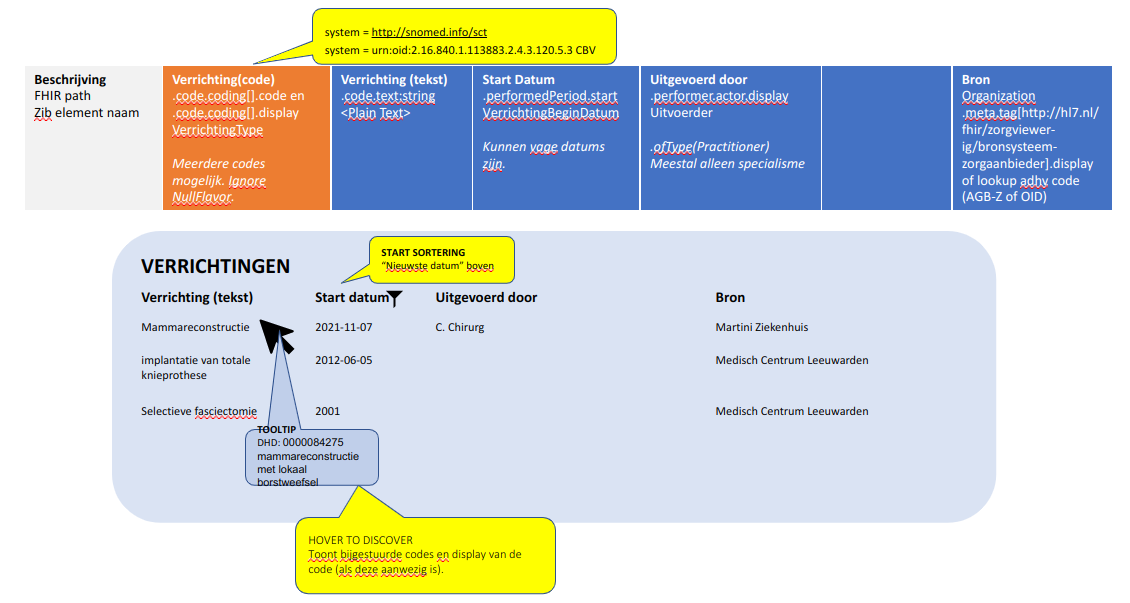 system = http://snomed.info/sct
system = urn:oid:2.16.840.1.113883.2.4.3.120.5.3 CBV
Beschrijving
FHIR path
Zib element naam
Verrichting(code)
.code.coding[].code en
.code.coding[].display
VerrichtingType
Meerdere codes
mogelijk. Ignore
NullFlavor.
Verrichting (tekst)
.code.text:string
<Plain Text>
Start Datum
.performedPeriod.start
VerrichtingBeginDatum
Kunnen vage datums
zijn.
Uitgevoerd door
.performer.actor.display
Uitvoerder
.ofType(Practitioner)
Meestal alleen specialisme
Bron
Organization
.meta.tag[http://hl7.nl/
fhir/zorgviewer-
ig/bronsysteem-
zorgaanbieder].display
of lookup adhv code
(AGB-Z of OID)
START SORTERING
“Nieuwste datum” boven
VERRICHTINGEN
Verrichting (tekst) Start datum Uitgevoerd door Bron
Mammareconstructie 2021-11-07 C. Chirurg Martini Ziekenhuis
implantatie van totale 2012-06-05 Medisch Centrum Leeuwarden
knieprothese
Selectieve fasciectomie 2001 Medisch Centrum Leeuwarden
TOOLTIP
DHD: 0000084275
mammareconstructie
met lokaal
borstweefsel
HOVER TO DISCOVER
Toont bijgestuurde codes en display van de
code (als deze aanwezig is).